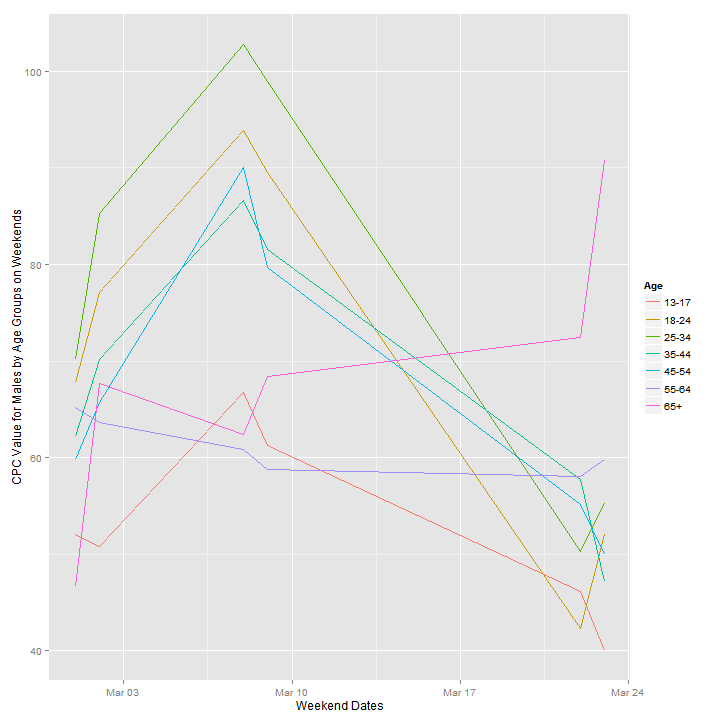 CPC Value for Males by Age Groups on Weekends
100
80
60
40
Mar 03
Mar 10
Mar 17
Mar 24
Weekend Dates
Age
13-17
18-24
25-34
35-44
45-54
55-64
65+